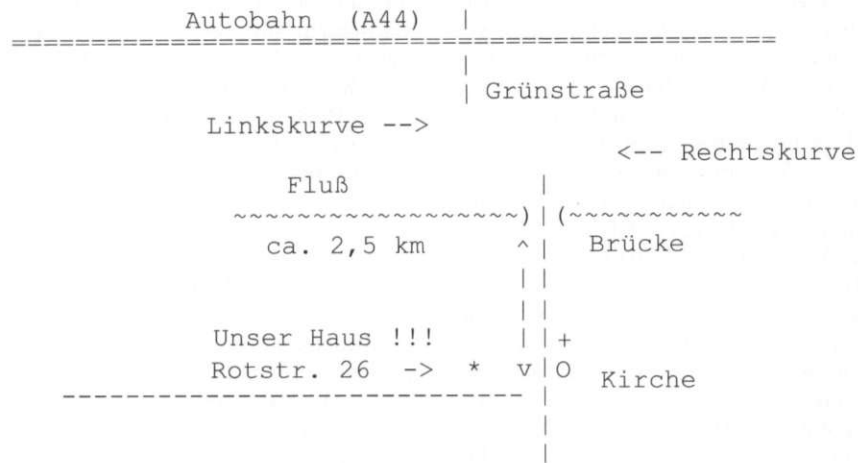 Autobahn (A44) |
================================================
|
| Grünstraße
Linkskurve -->
<-- Rechtskurve
Fluß |
~~~~~~~~~~~~~~~~~~)|(~~~~~~~~~~~~
ca. 2,5 km ^| Brücke
||
||
Unser Haus !!! ||+
Rotstr. 26 -> * v|O Kirche
----------------------------- |
|
|